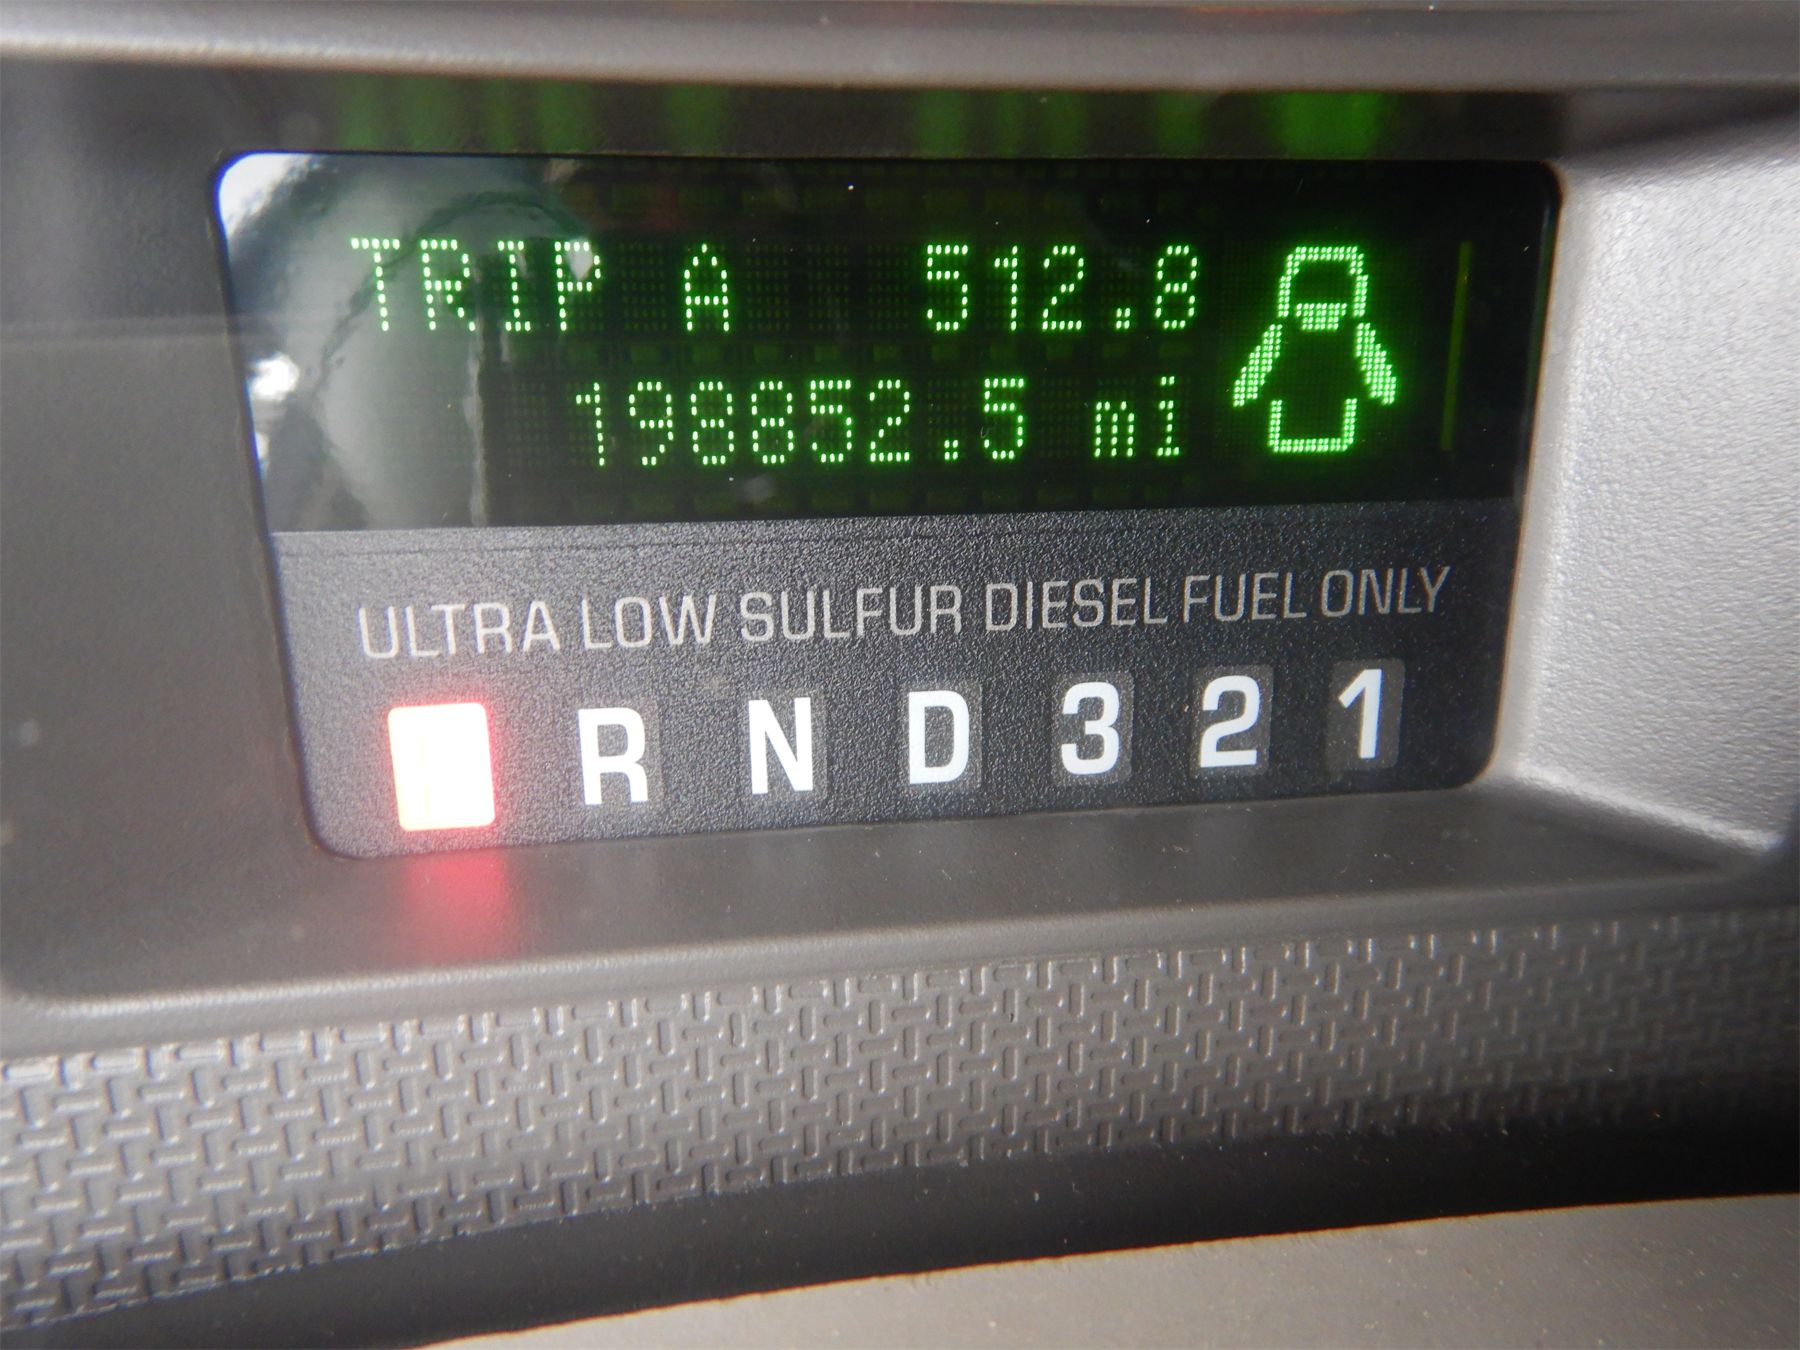 TRIP A 512.8
198852.5 mi
ULTRA LOW SULFUR DIESEL FUEL ONLY
R N D 3 2 1